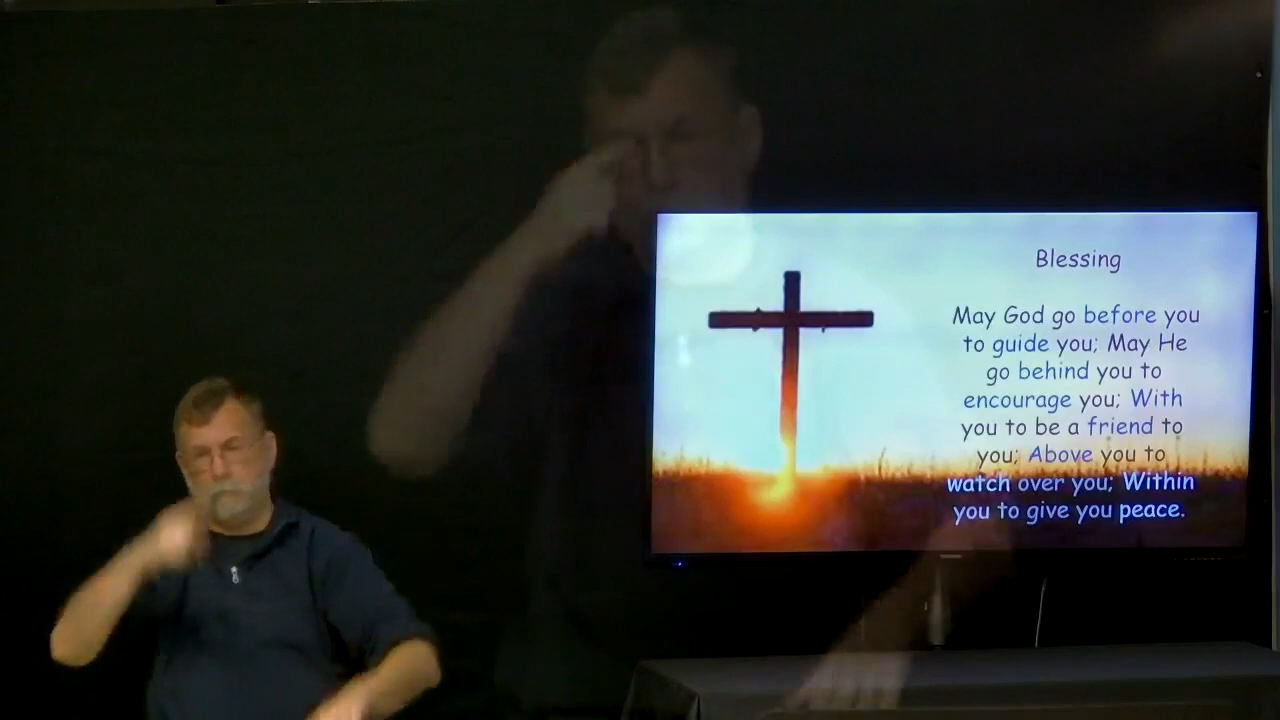 Blessing
May God go before you
to guide you; May He
go behind you to
encourage you; With
you to be a friend to
you; Above you to
watch over you; Within
you to give you peace.